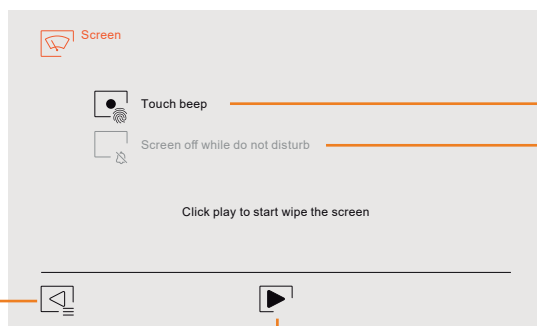 Screen
Touch beep
Screen off while do not disturb
Click play to start wipe the screen